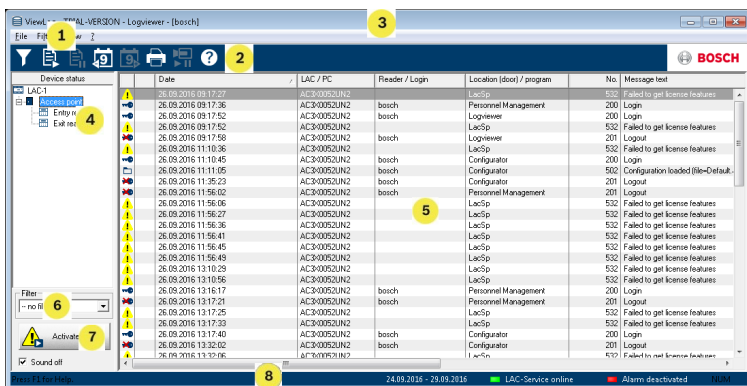 ViewLog - TRIAL-VERSION - Logviewer - [bosch]
3
File
1
?
2
BOSCH
Device status
Date LAC / PC Reader / Login Location (door) / program No. Message text
LAC-1
Access point
Entry
Exit
4
26.09.2016 09:17:27 AC3X0052UN2 LacSp 532 Failed to get license features
26.09.2016 09:17:36 AC3X0052UN2 bosch Personnel Management 200 Login
26.09.2016 09:17:52 AC3X0052UN2 bosch Logviewer 200 Login
26.09.2016 09:17:52 AC3X0052UN2 LacSp 532 Failed to get license features
26.09.2016 09:17:58 AC3X0052UN2 bosch Logviewer 201 Logout
26.09.2016 11:10:36 AC3X0052UN2 LacSp 532 Failed to get license features
26.09.2016 11:10:45 AC3X0052UN2 bosch Configurator 200 Login
26.09.2016 11:11:05 AC3X0052UN2 bosch Configurator 502 Configuration loaded (file=Default.
26.09.2016 11:35:23 AC3X0052UN2 bosch Configurator 201 Logout
26.09.2016 11:56:02 AC3X0052UN2 bosch Personnel Management 201 Logout
26.09.2016 11:56:06 AC3X0052UN2 LacSp 532 Failed to get license features
26.09.2016 11:56:27 AC3X0052UN2 LacSp 532 Failed to get license features
26.09.2016 11:56:36 AC3X0052UN2 LacSp 532 Failed to get license features
26.09.2016 11:56:41 AC3X0052UN2 LacSp 532 Failed to get license features
26.09.2016 11:56:45 AC3X0052UN2 LacSp 532 Failed to get license features
26.09.2016 11:56:49 AC3X0052UN2 LacSp 532 Failed to get license features
26.09.2016 13:10:29 AC3X0052UN2 LacSp 532 Failed to get license features
26.09.2016 13:10:56 AC3X0052UN2 LacSp 532 Failed to get license features
26.09.2016 13:16:17 AC3X0052UN2 bosch Personnel Management 200 Login
26.09.2016 13:17:21 AC3X0052UN2 bosch Personnel Management 201 Logout
26.09.2016 13:17:25 AC3X0052UN2 LacSp 532 Failed to get license features
26.09.2016 13:17:33 AC3X0052UN2 LacSp 532 Failed to get license features
26.09.2016 13:17:40 AC3X0052UN2 bosch Configurator 200 Login
26.09.2016 13:32:02 AC3X0052UN2 bosch Configurator 201 Logout
26.09.2016 13:32:06 AC3X0052UN2 LacSp 532 Failed to get license features
5
Filter
-- no fil
6
Activate
7
Sound off
8
Press F1 for Help. 24.09.2016 - 29.09.2016 LAC-Service online Alarm deactivated NUM